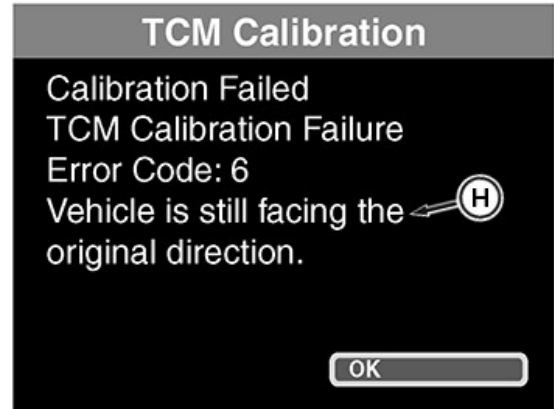 TCM Calibration
Calibration Failed
TCM Calibration Failure
Error Code: 6
Vehicle is still facing the
H
original direction.
OK